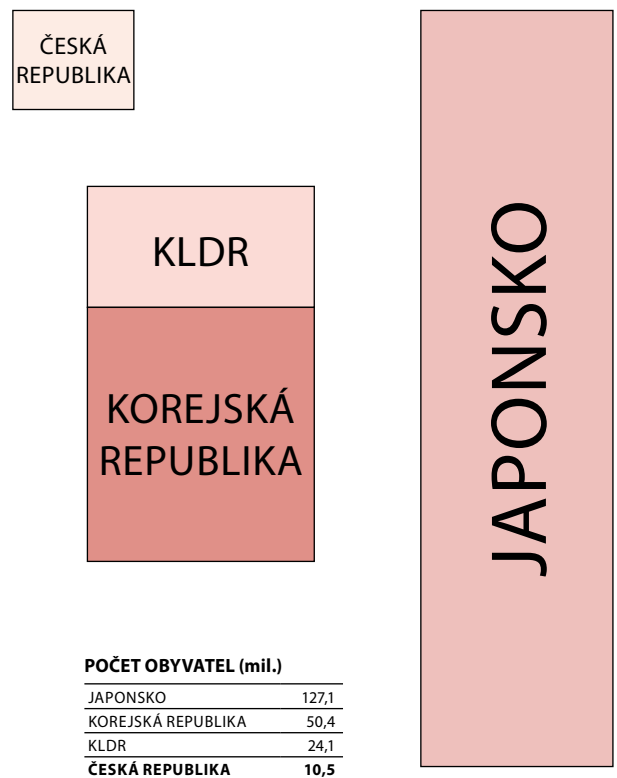 ČESKÁ
REPUBLIKA
KLDR
KOREJSKÁ
REPUBLIKA
JAPONSKO
POČET OBYVATEL (mil.)
JAPONSKO 127,1
KOREJSKÁ REPUBLIKA 50,4
KLDR 24,1
ČESKÁ REPUBLIKA 10,5